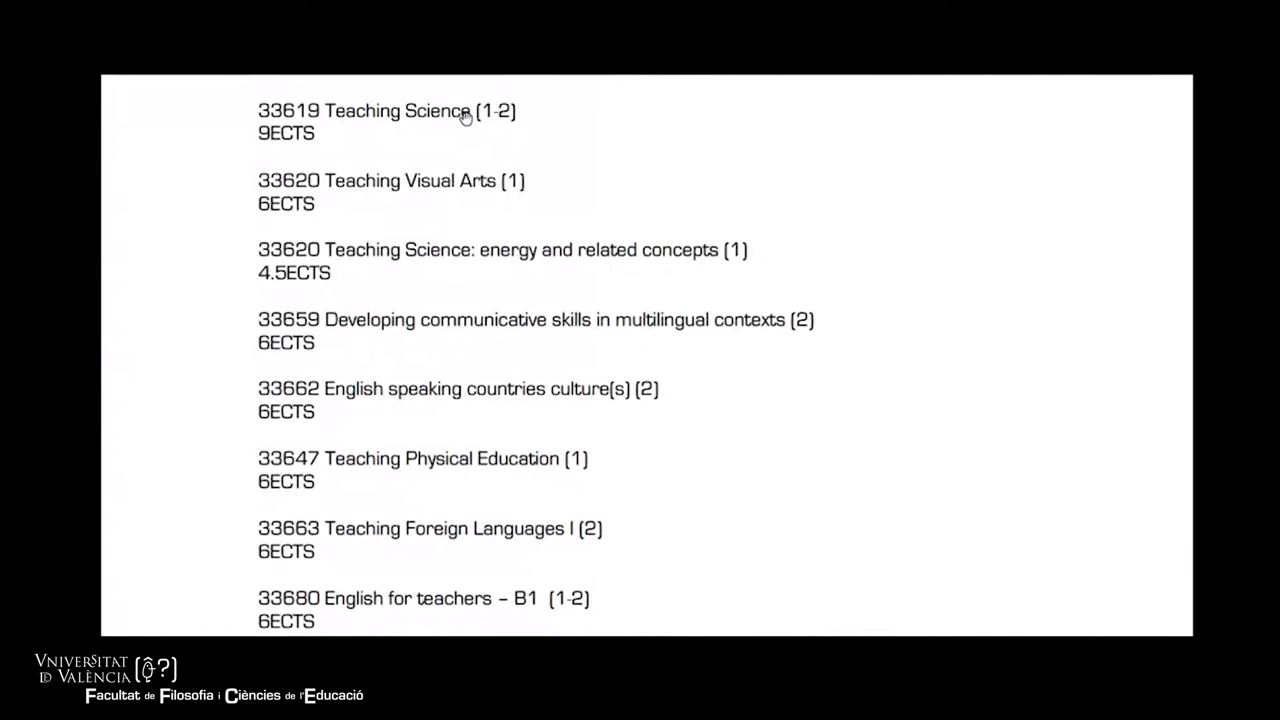 33619 Teaching Science (1-2)
9ECTS
33620 Teaching Visual Arts (1)
6ECTS
33620 Teaching Science: energy and related concepts (1)
4.5ECTS
33659 Developing communicative skills in multilingual contexts (2)
6ECTS
33662 English speaking countries culture(s) (2)
6ECTS
33647 Teaching Physical Education (1)
6ECTS
33663 Teaching Foreign Languages I (2)
6ECTS
33680 English for teachers – B1 (1-2)
6ECTS
VNIVERSITAT
DE VALÈNCIA
Facultat de Filosofia i Ciències de l'Educació